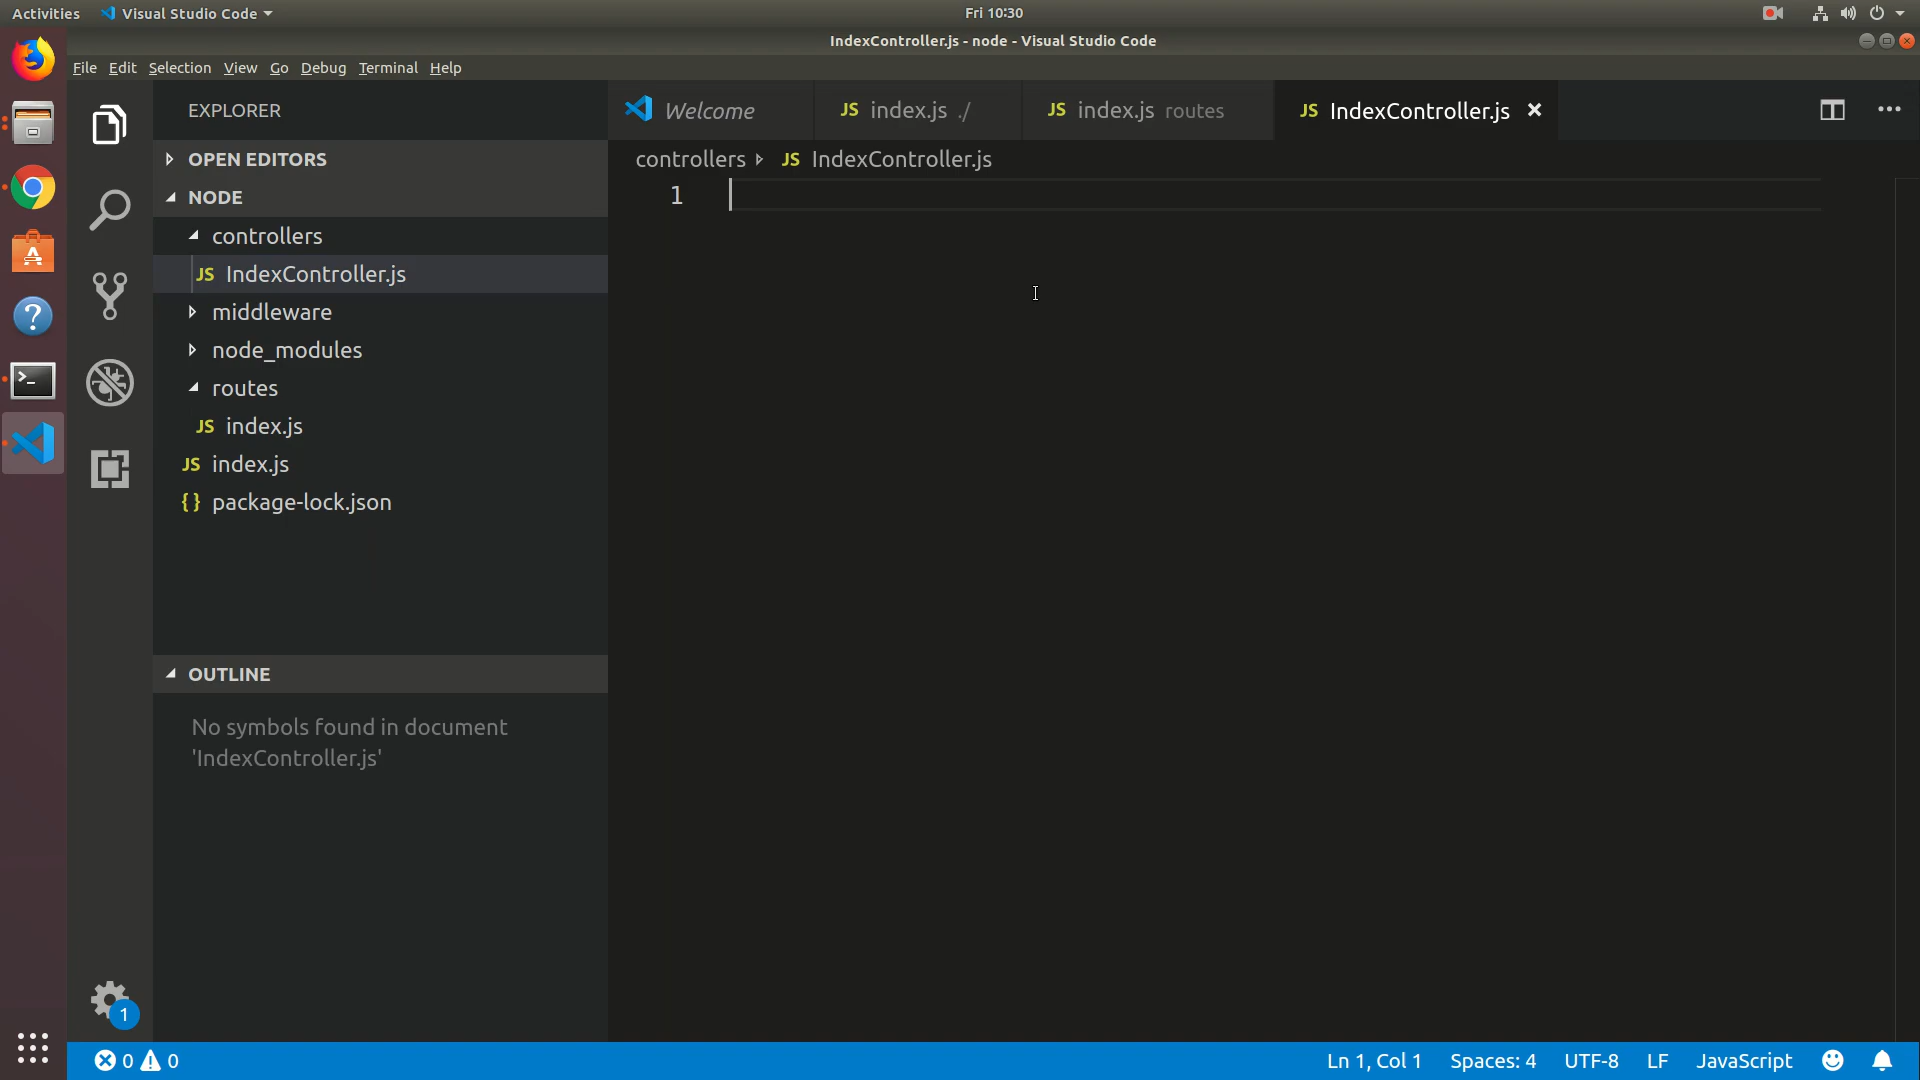 Activities
Visual Studio Code
Fri 10:30
IndexController.js - node - Visual Studio Code
File Edit Selection View Go Debug Terminal Help
EXPLORER
OPEN EDITORS
NODE
controllers
JS IndexController.js
middleware
node_modules
routes
JS index.js
JS index.js
{ } package-lock.json
OUTLINE
No symbols found in document
'IndexController.js'
1
Welcome
JS index.js ./
JS index.js routes
JS IndexController.js
controllers JS IndexController.js
1
0 0
Ln 1, Col 1
Spaces: 4
UTF-8
LF
JavaScript